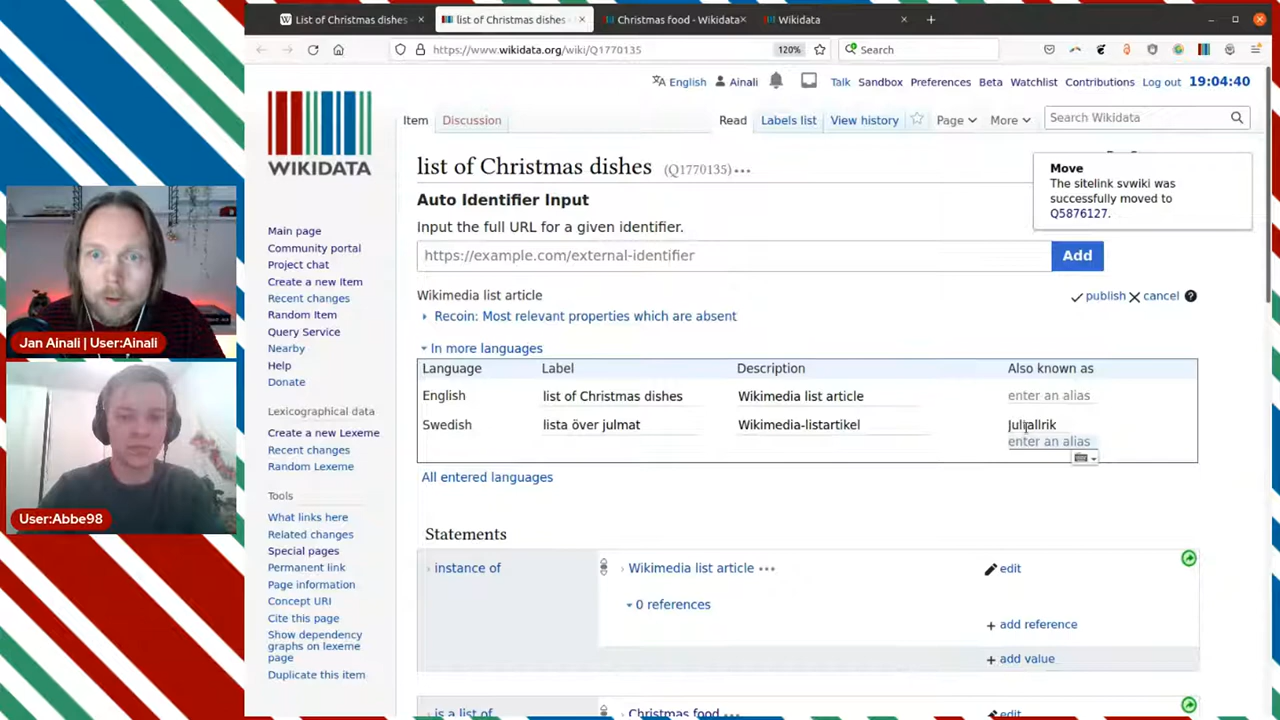 List of Christmas dishes
list of Christmas dishes
Christmas food - Wikidata
Wikidata
https://www.wikidata.org/wiki/Q1770135
120%
Search
English
Ainali
Talk
Sandbox
Preferences
Beta
Watchlist
Contributions
Log out
19:04:40
Item
Discussion
Read
Labels list
View history
Page
More
Search Wikidata
WIKIDATA
list of Christmas dishes (Q1770135)
Move
The sitelink svwiki was
successfully moved to
Q5876127.
Auto Identifier Input
Input the full URL for a given identifier.
https://example.com/external-identifier
Add
Wikimedia list article
publish
cancel
Recoin: Most relevant properties which are absent
In more languages
Language Label Description Also known as
English list of Christmas dishes Wikimedia list article enter an alias
Swedish lista över julmat Wikimedia-listartikel
enter an alias
All entered languages
Statements
instance of
Wikimedia list article
edit
0 references
+ add reference
+ add value
is a list of
Christmas food
edit
Main page
Community portal
Project chat
Create a new Item
Recent changes
Random Item
Query Service
Nearby
Help
Donate
Lexicographical data
Create a new Lexeme
Recent changes
Random Lexeme
Tools
What links here
Related changes
Special pages
Permanent link
Page information
Concept URI
Cite this page
Show dependency
graphs on lexeme
page
Duplicate this item
Jan Ainali | User:Ainali
User:Abbe98